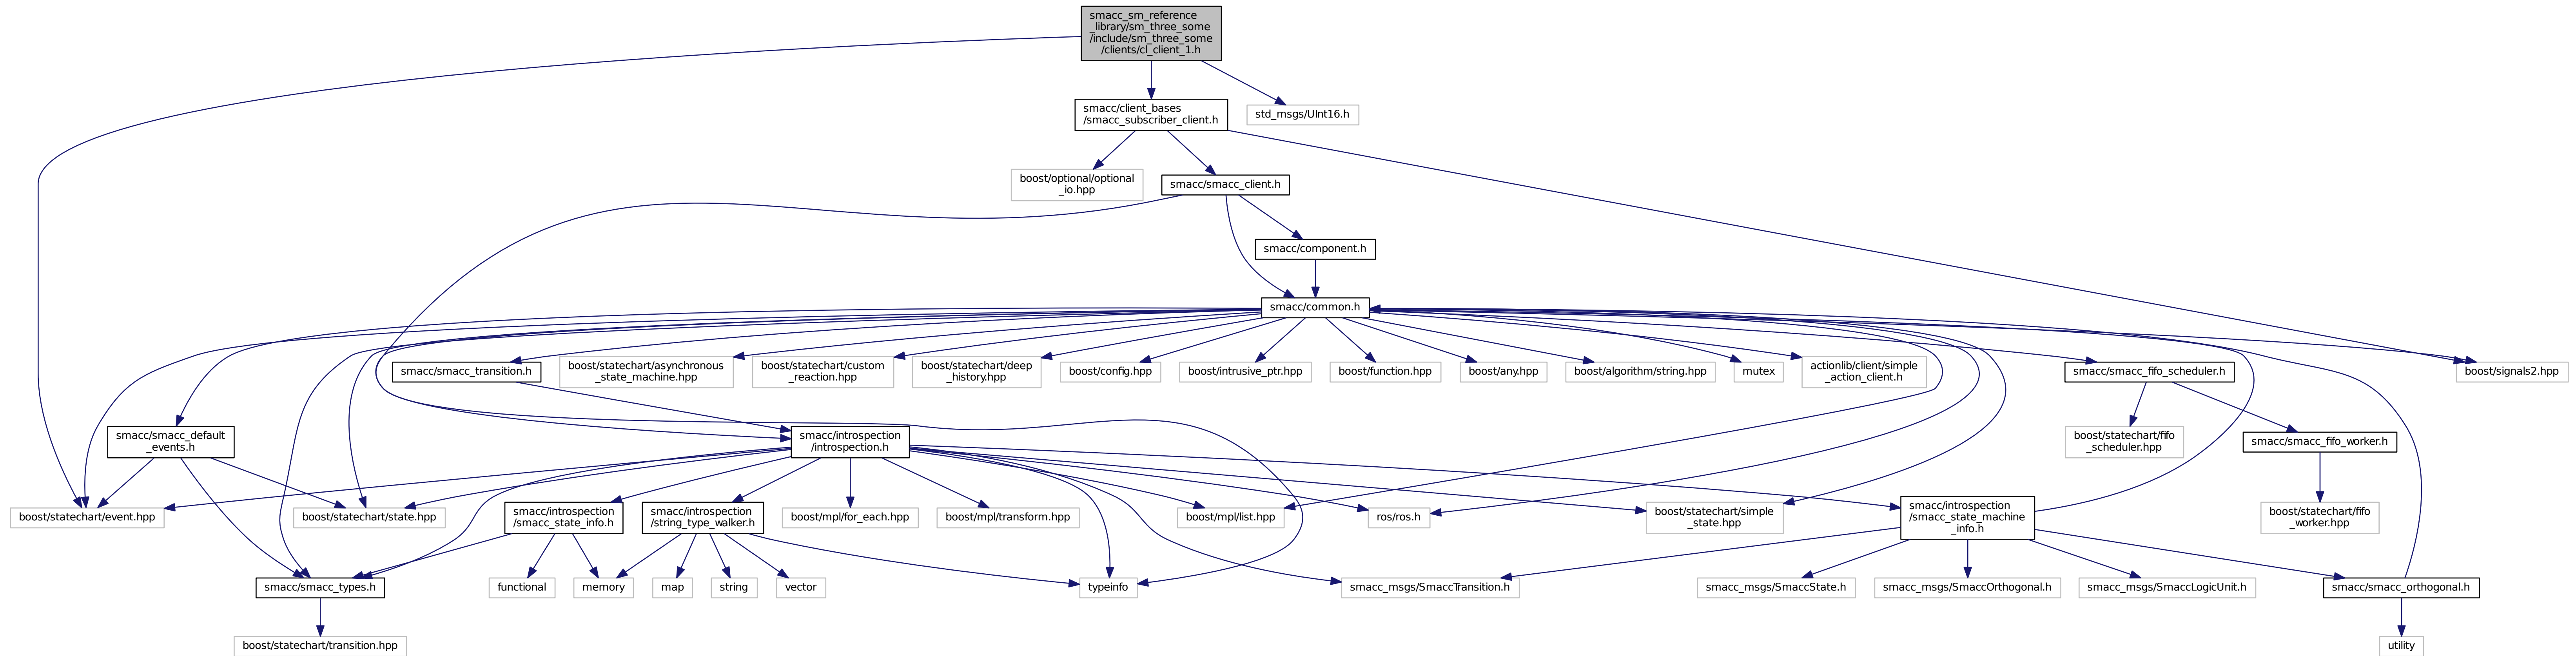 smacc_sm_reference
_library/sm_three_some
/include/sm_three_some
/clients/cl_client_1.h
smacc/client_bases
/smacc_subscriber_client.h
std_msgs/UInt16.h
boost/optional/optional
_io.hpp
smacc/smacc_client.h
smacc/component.h
smacc/common.h
smacc/smacc_transition.h
boost/statechart/asynchronous
_state_machine.hpp
boost/statechart/custom
_reaction.hpp
boost/statechart/deep
_history.hpp
boost/config.hpp
boost/intrusive_ptr.hpp
boost/function.hpp
boost/any.hpp
boost/algorithm/string.hpp
mutex
actionlib/client/simple
_action_client.h
smacc/smacc_fifo_scheduler.h
boost/signals2.hpp
smacc/smacc_default
_events.h
smacc/introspection
/introspection.h
boost/statechart/fifo
_scheduler.hpp
smacc/smacc_fifo_worker.h
boost/statechart/event.hpp
boost/statechart/state.hpp
smacc/introspection
/smacc_state_info.h
smacc/introspection
/string_type_walker.h
boost/mpl/for_each.hpp
boost/mpl/transform.hpp
boost/mpl/list.hpp
ros/ros.h
boost/statechart/simple
_state.hpp
smacc/introspection
/smacc_state_machine
_info.h
boost/statechart/fifo
_worker.hpp
smacc/smacc_types.h
functional
memory
map
string
vector
typeinfo
smacc_msgs/SmaccTransition.h
smacc_msgs/SmaccState.h
smacc_msgs/SmaccOrthogonal.h
smacc_msgs/SmaccLogicUnit.h
smacc/smacc_orthogonal.h
boost/statechart/transition.hpp
utility